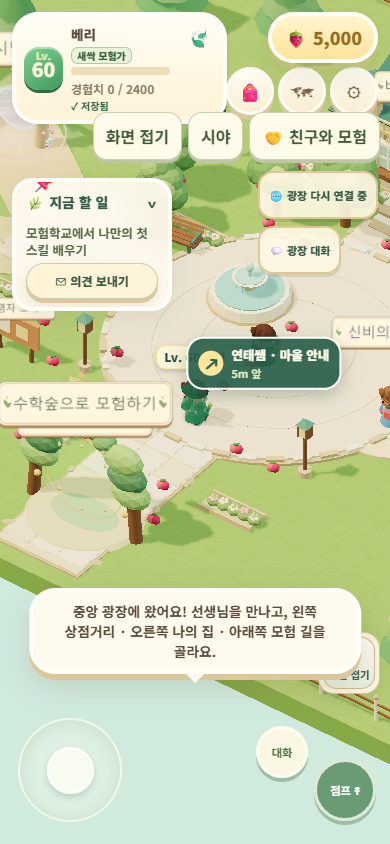 베리
Lv.
60
새싹 모험가
경험치 0 / 2400
✓ 저장됨
5,000
화면 접기
시야
친구와 모험
지금 할 일
모험학교에서 나만의 첫
스킬 배우기
의견 보내기
광장 다시 연결 중
광장 대화
신비의
Lv.
연태쌤 · 마을 안내
5m 앞
수학숲으로 모험하기
중앙 광장에 왔어요! 선생님을 만나고, 왼쪽
상점거리 · 오른쪽 나의 집 · 아래쪽 모험 길을
골라요.
접기
대화
점프